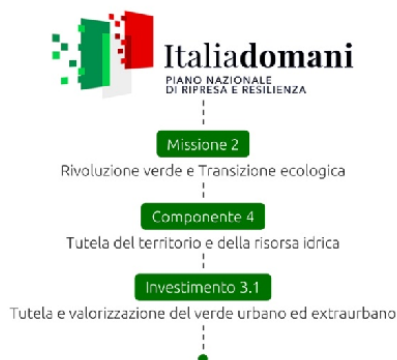 Italiadomani
PIANO NAZIONALE
DI RIPRESA E RESILIENZA
Missione 2
Rivoluzione verde e Transizione ecologica
Componente 4
Tutela del territorio e della risorsa idrica
Investimento 3.1
Tutela e valorizzazione del verde urbano ed extraurbano